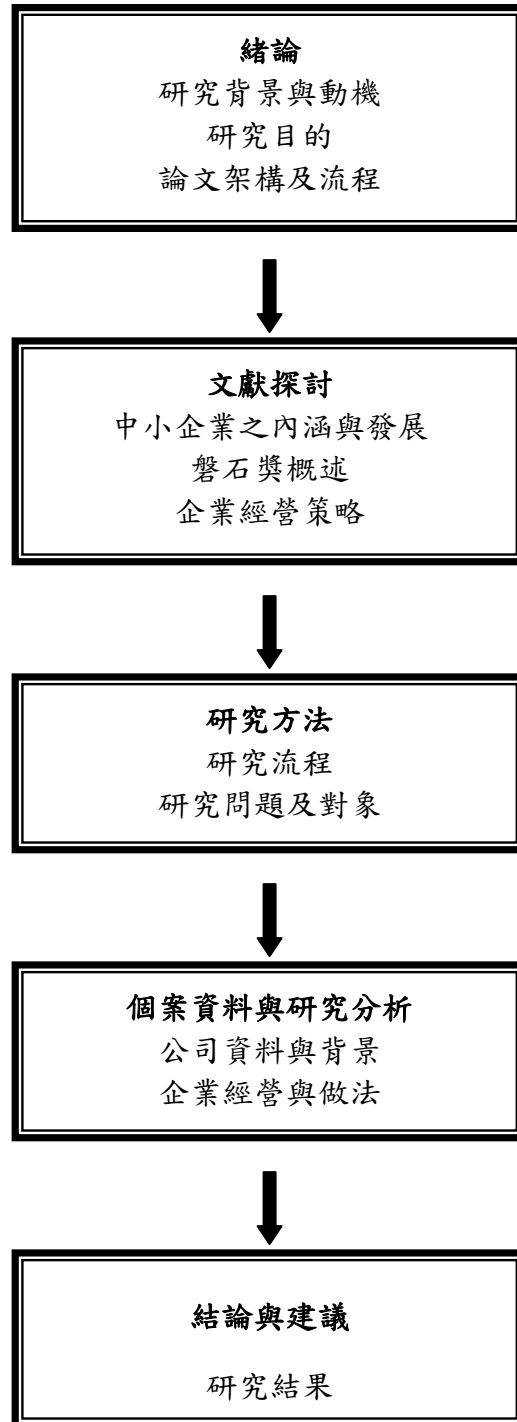 緒論
研究背景與動機
研究目的
論文架構及流程
文獻探討
中小企業之內涵與發展
磐石獎概述
企業經營策略
研究方法
研究流程
研究問題及對象
個案資料與研究分析
公司資料與背景
企業經營與做法
結論與建議
研究結果